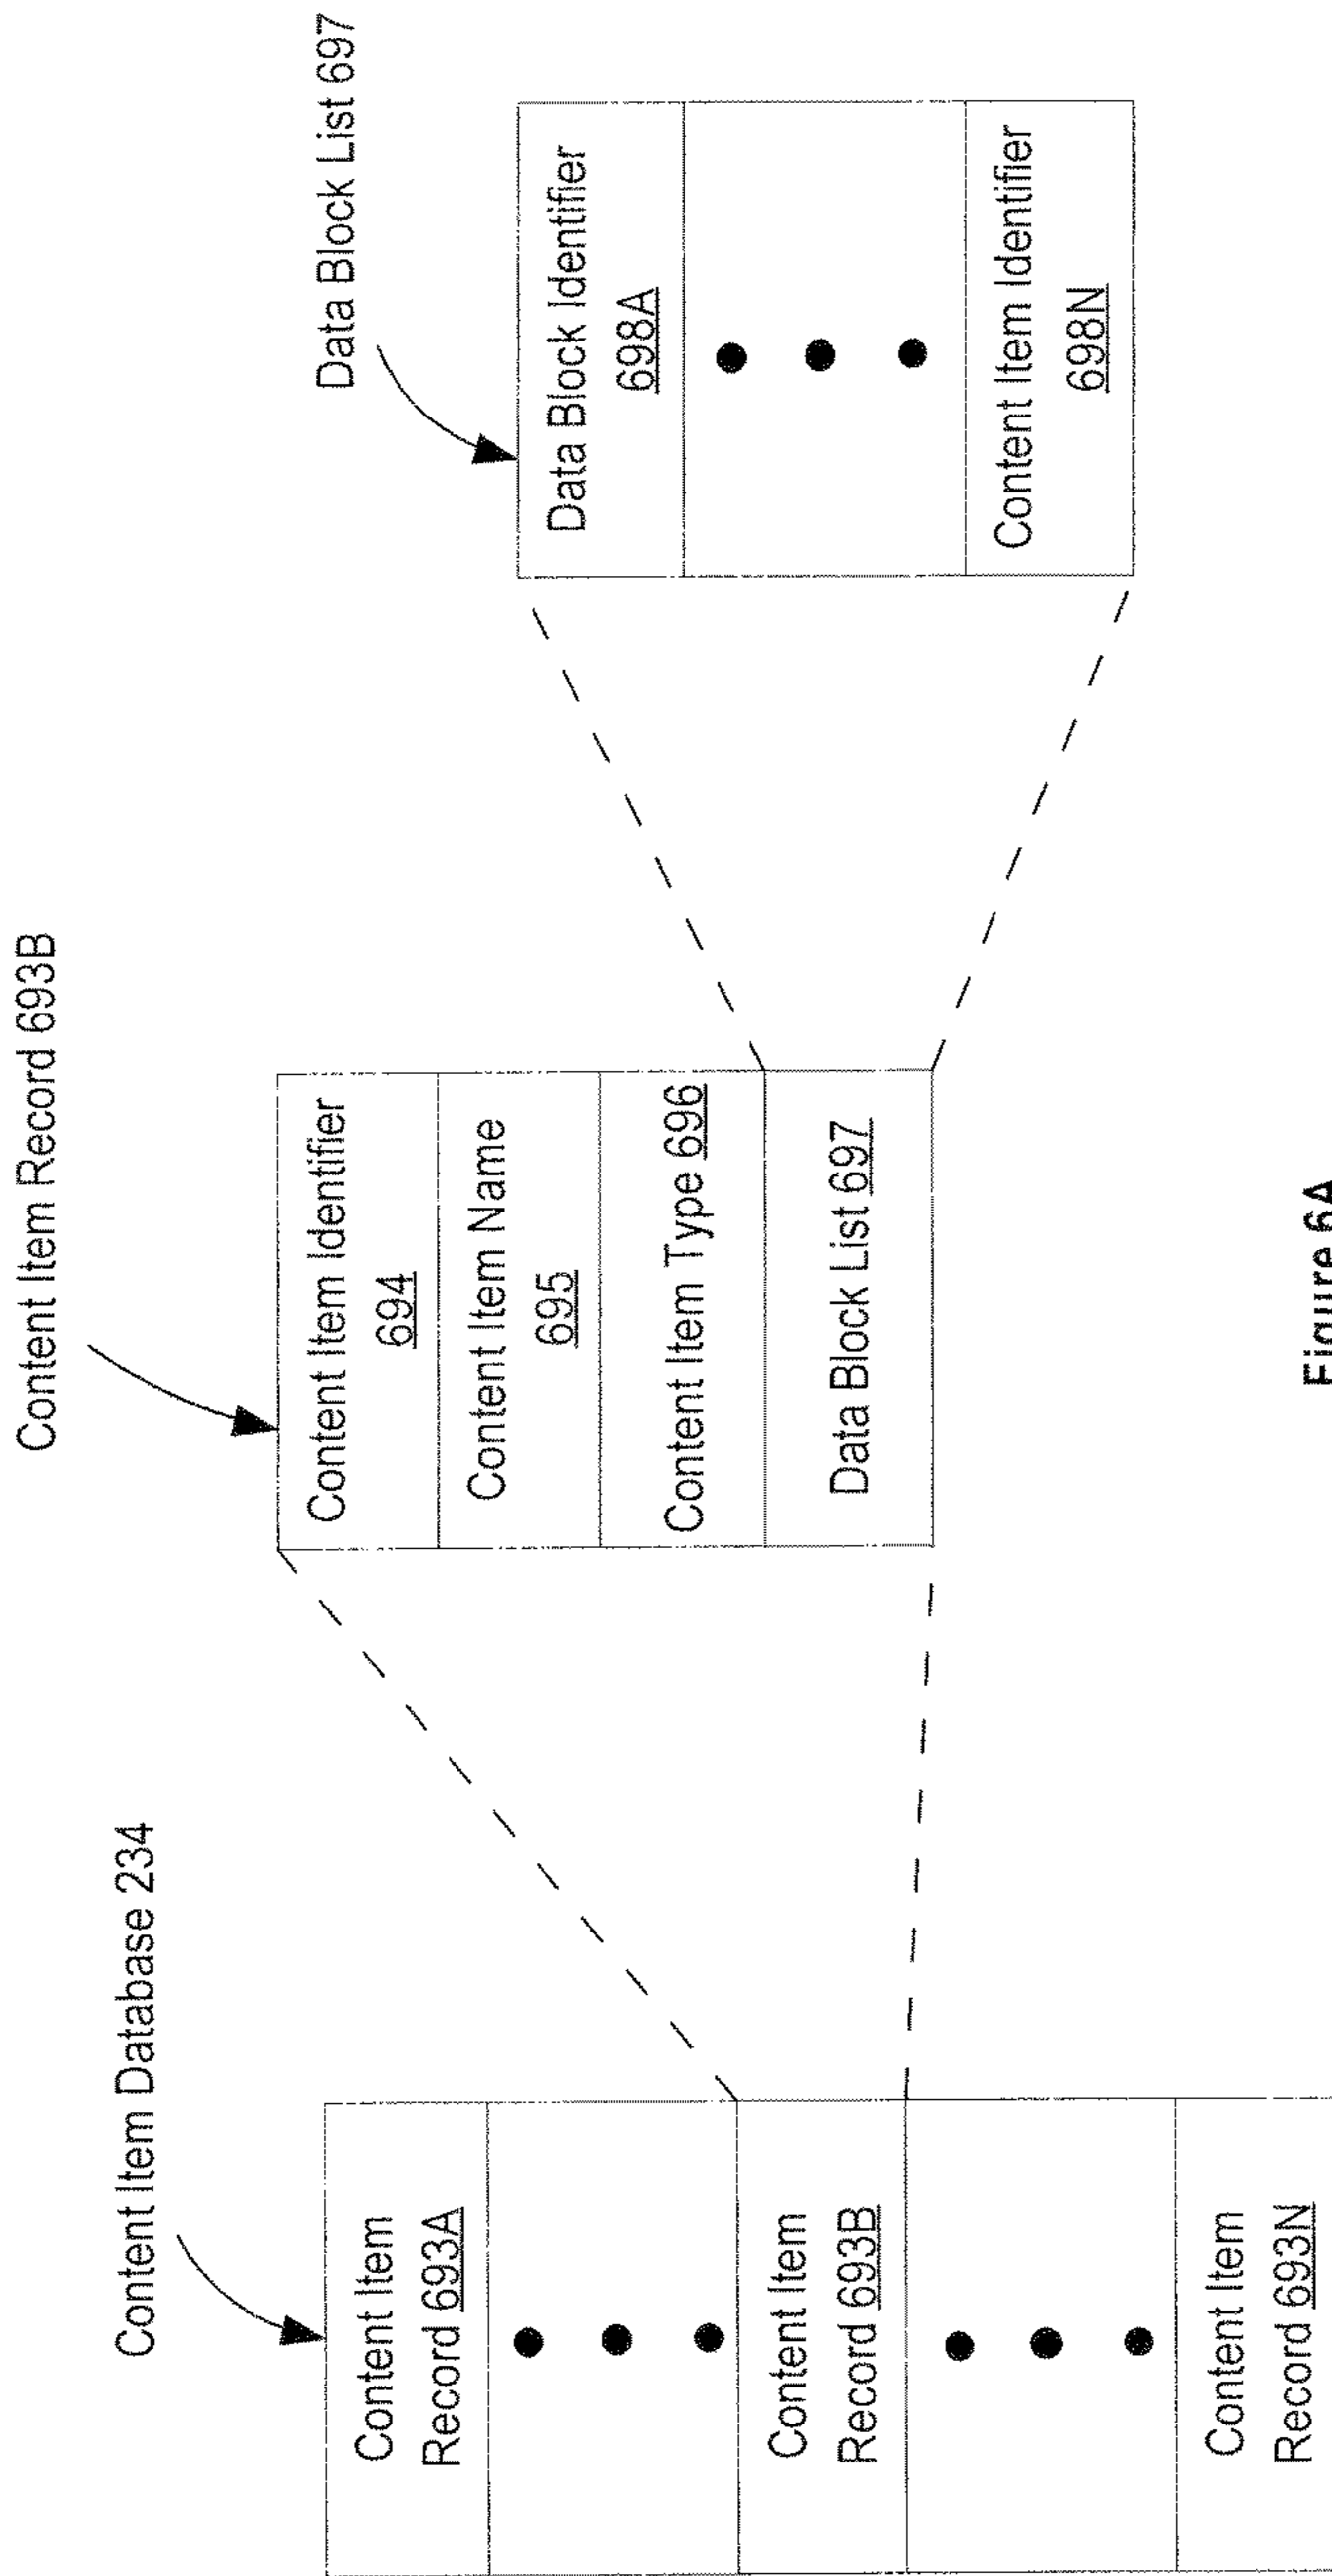 Content Item Database 234
Content Item
Record 693A
Content Item
Record 693B
Content Item
Record 693N
Content Item Record 693B
Content Item Identifier
694
Content Item Name
695
Content Item Type 696
Data Block List 697
Data Block List 697
Data Block Identifier
698A
Content Item Identifier
698N
Figure 6A